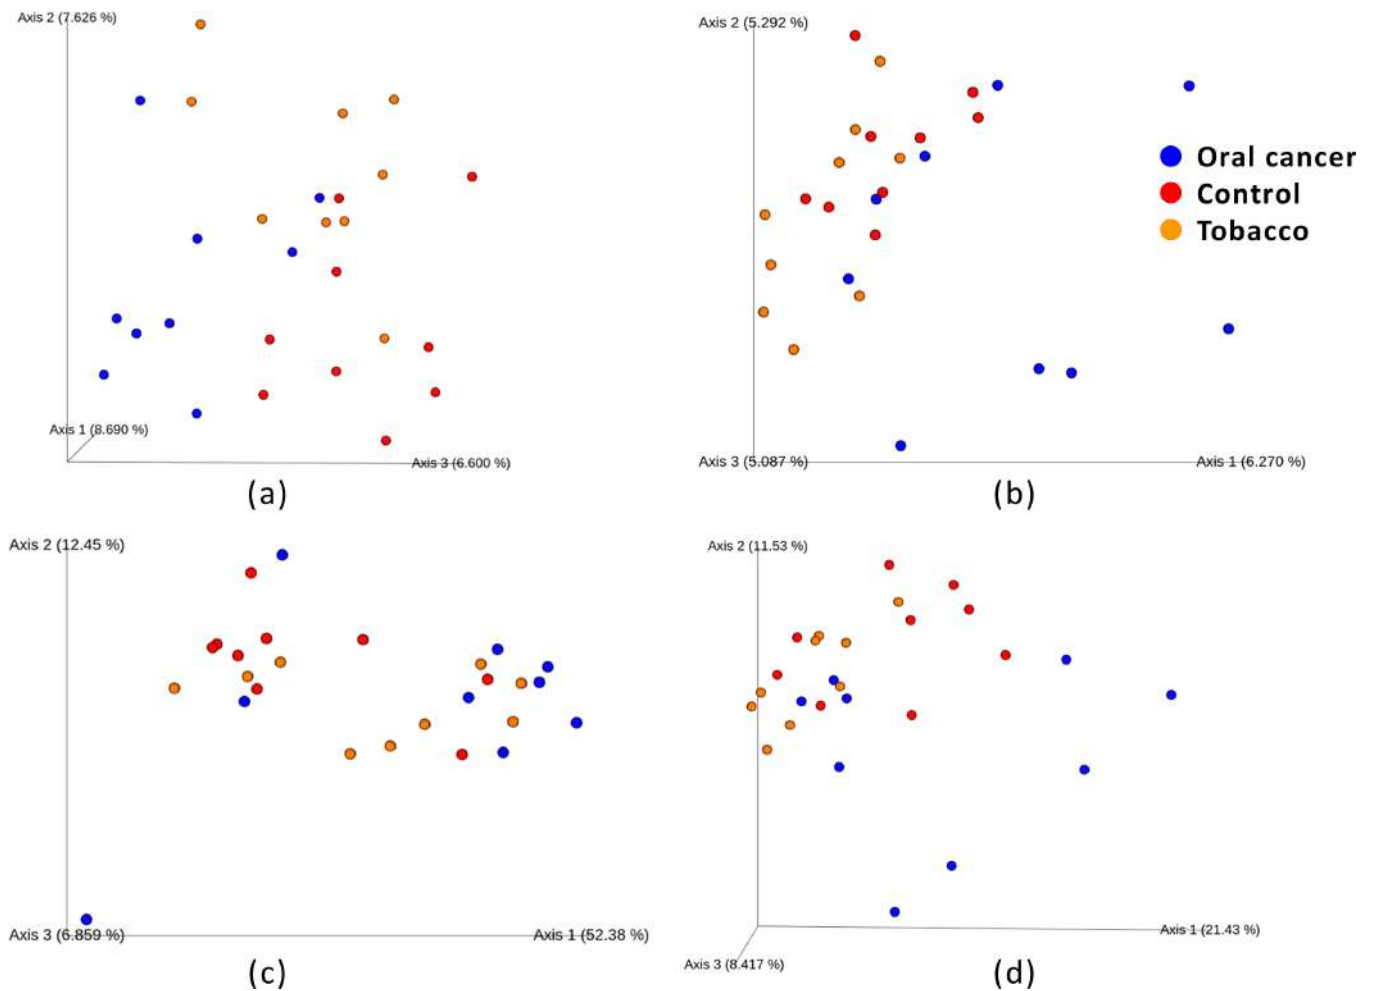 Axis 2 (7.626 %)
Axis 1 (8.690 %)
Axis 3 (6.600 %)
(a)
Axis 2 (5.292 %)
Oral cancer
Control
Tobacco
Axis 3 (5.087 %)
Axis 1 (6.270 %)
(b)
Axis 2 (12.45 %)
Axis 3 (6.859 %)
Axis 1 (52.38 %)
(c)
Axis 2 (11.53 %)
Axis 1 (21.43 %)
Axis 3 (8.417 %)
(d)